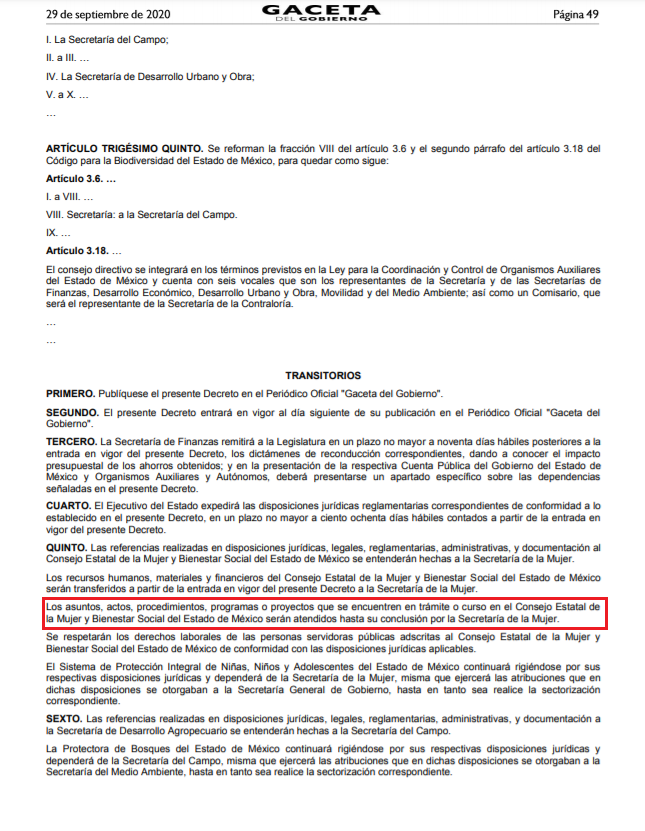 29 de septiembre de 2020
GACETA
DEL GOBIERNO
Página 49
I. La Secretaría del Campo;
II. a III. …
IV. La Secretaría de Desarrollo Urbano y Obra;
V. a X. …
…
ARTÍCULO TRIGÉSIMO QUINTO. Se reforman la fracción VIII del artículo 3.6 y el segundo párrafo del artículo 3.18 del
Código para la Biodiversidad del Estado de México, para quedar como sigue:
Artículo 3.6. …
I. a VIII. …
VIII. Secretaría: a la Secretaría del Campo.
IX. …
Artículo 3.18. …
El consejo directivo se integrará en los términos previstos en la Ley para la Coordinación y Control de Organismos Auxiliares
del Estado de México y cuenta con seis vocales que son los representantes de la Secretaría y de las Secretarías de
Finanzas, Desarrollo Económico, Desarrollo Urbano y Obra, Movilidad y del Medio Ambiente; así como un Comisario, que
será el representante de la Secretaría de la Contraloría.
…
…
TRANSITORIOS
PRIMERO. Publíquese el presente Decreto en el Periódico Oficial "Gaceta del Gobierno".
SEGUNDO. El presente Decreto entrará en vigor al día siguiente de su publicación en el Periódico Oficial "Gaceta del
Gobierno".
TERCERO. La Secretaría de Finanzas remitirá a la Legislatura en un plazo no mayor a noventa días hábiles posteriores a la
entrada en vigor del presente Decreto, los dictámenes de reconducción correspondientes, dando a conocer el impacto
presupuestal de los ahorros obtenidos; y en la presentación de la respectiva Cuenta Pública del Gobierno del Estado de
México y Organismos Auxiliares y Autónomos, deberá presentarse un apartado específico sobre las dependencias
señaladas en el presente Decreto.
CUARTO. El Ejecutivo del Estado expedirá las disposiciones jurídicas reglamentarias correspondientes de conformidad a lo
establecido en el presente Decreto, en un plazo no mayor a ciento ochenta días hábiles contados a partir de la entrada en
vigor del presente Decreto.
QUINTO. Las referencias realizadas en disposiciones jurídicas, legales, reglamentarias, administrativas, y documentación al
Consejo Estatal de la Mujer y Bienestar Social del Estado de México se entenderán hechas a la Secretaría de la Mujer.
Los recursos humanos, materiales y financieros del Consejo Estatal de la Mujer y Bienestar Social del Estado de México
serán transferidos a partir de la entrada en vigor del presente Decreto a la Secretaría de la Mujer.
Los asuntos, actos, procedimientos, programas o proyectos que se encuentren en trámite o curso en el Consejo Estatal de
la Mujer y Bienestar Social del Estado de México serán atendidos hasta su conclusión por la Secretaría de la Mujer.
Se respetarán los derechos laborales de las personas servidoras públicas adscritas al Consejo Estatal de la Mujer y
Bienestar Social del Estado de México de conformidad con las disposiciones jurídicas aplicables.
El Sistema de Protección Integral de Niñas, Niños y Adolescentes del Estado de México continuará rigiéndose por sus
respectivas disposiciones jurídicas y dependerá de la Secretaría de la Mujer, misma que ejercerá las atribuciones que en
dichas disposiciones se otorgaban a la Secretaría General de Gobierno, hasta en tanto sea realice la sectorización
correspondiente.
SEXTO. Las referencias realizadas en disposiciones jurídicas, legales, reglamentarias, administrativas, y documentación a
la Secretaría de Desarrollo Agropecuario se entenderán hechas a la Secretaría del Campo.
La Protectora de Bosques del Estado de México continuará rigiéndose por sus respectivas disposiciones jurídicas y
dependerá de la Secretaría del Campo, misma que ejercerá las atribuciones que en dichas disposiciones se otorgaban a la
Secretaría del Medio Ambiente, hasta en tanto sea realice la sectorización correspondiente.